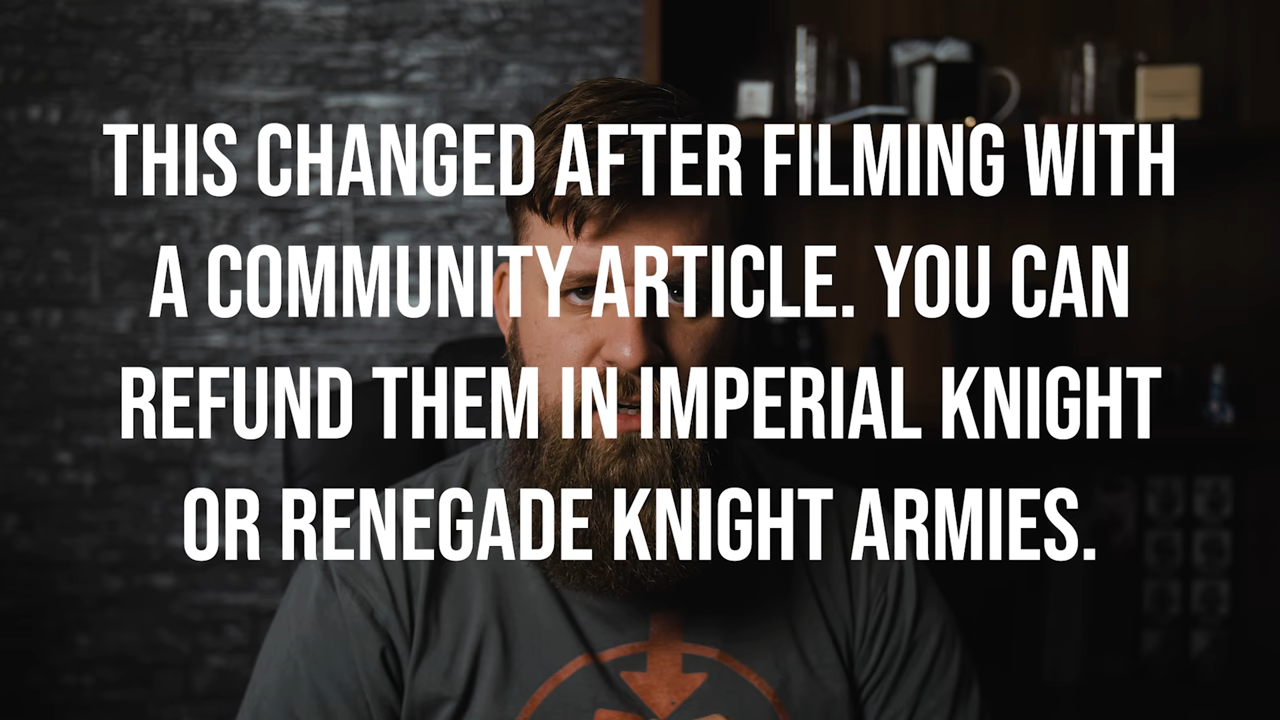 THIS CHANGED AFTER FILMING WITH
A COMMUNITY ARTICLE. YOU CAN
REFUND THEM IN IMPERIAL KNIGHT
OR RENEGADE KNIGHT ARMIES.